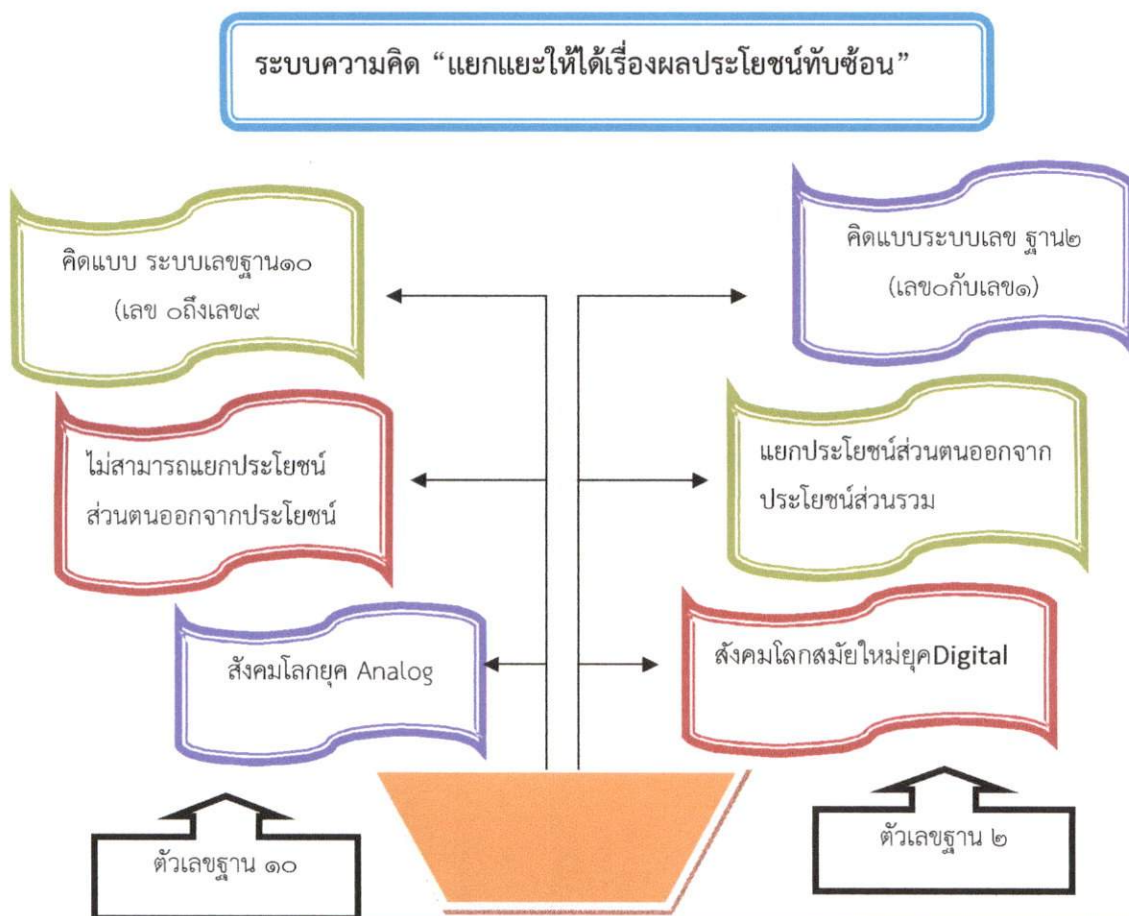 ระบบความคิด “แยกแยะให้ได้เรื่องผลประโยชน์ทับซ้อน”
คิดแบบ ระบบเลขฐาน๑๐
(เลข ๐ถึงเลข๙
คิดแบบระบบเลข ฐาน๒
(เลข๐กับเลข๑)
ไม่สามารถแยกประโยชน์
ส่วนตนออกจากประโยชน์
แยกประโยชน์ส่วนตนออกจาก
ประโยชน์ส่วนรวม
สังคมโลกยุค Analog
สังคมโลกสมัยใหม่ยุคDigital
ตัวเลขฐาน ๑๐
ตัวเลขฐาน ๒